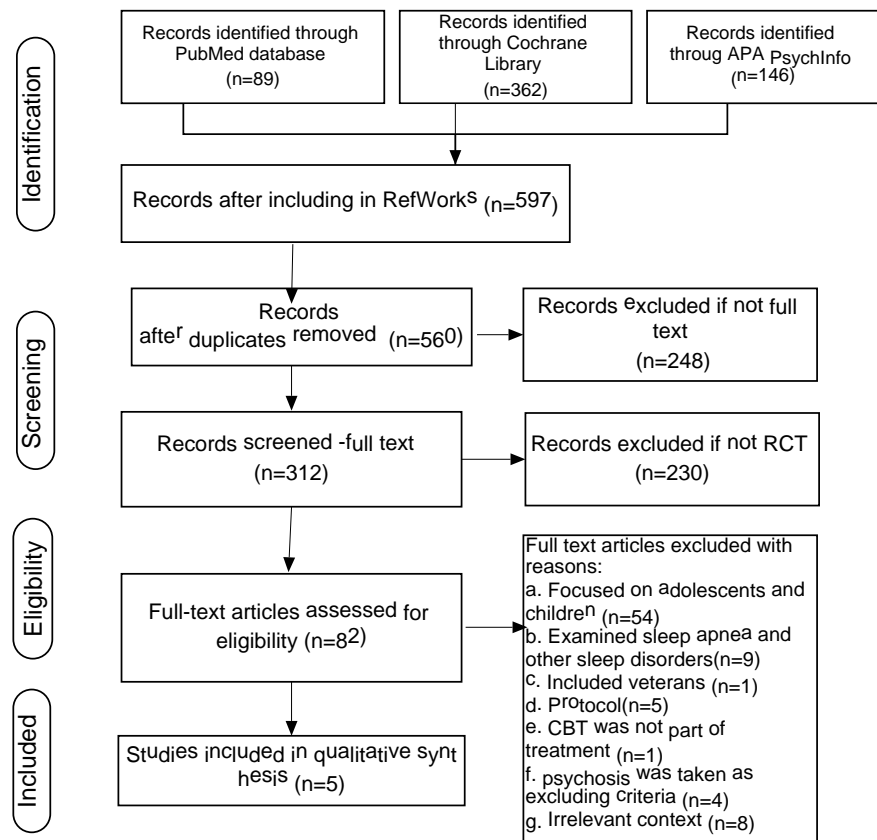 Identification
Records identified through
PubMed database
(n=89)
Records identified
through Cochrane
Library
(n=362)
Records identified
throug APA PsychInfo
(n=146)
Records after including in RefWorks (n=597)
Screening
Records
after duplicates removed (n=560)
Records excluded if not full
text
(n=248)
Records screened -full text
(n=312)
Records excluded if not RCT
(n=230)
Eligibility
Full-text articles assessed for
eligibility (n=82)
Full text articles excluded with
reasons:
a. Focused on adolescents and
children (n=54)
b. Examined sleep apnea and
other sleep disorders(n=9)
c. Included veterans (n=1)
d. Protocol(n=5)
e. CBT was not part of
treatment (n=1)
f. psychosis was taken as
excluding criteria (n=4)
g. Irrelevant context (n=8)
Included
Studies included in qualitative synt
hesis (n=5)